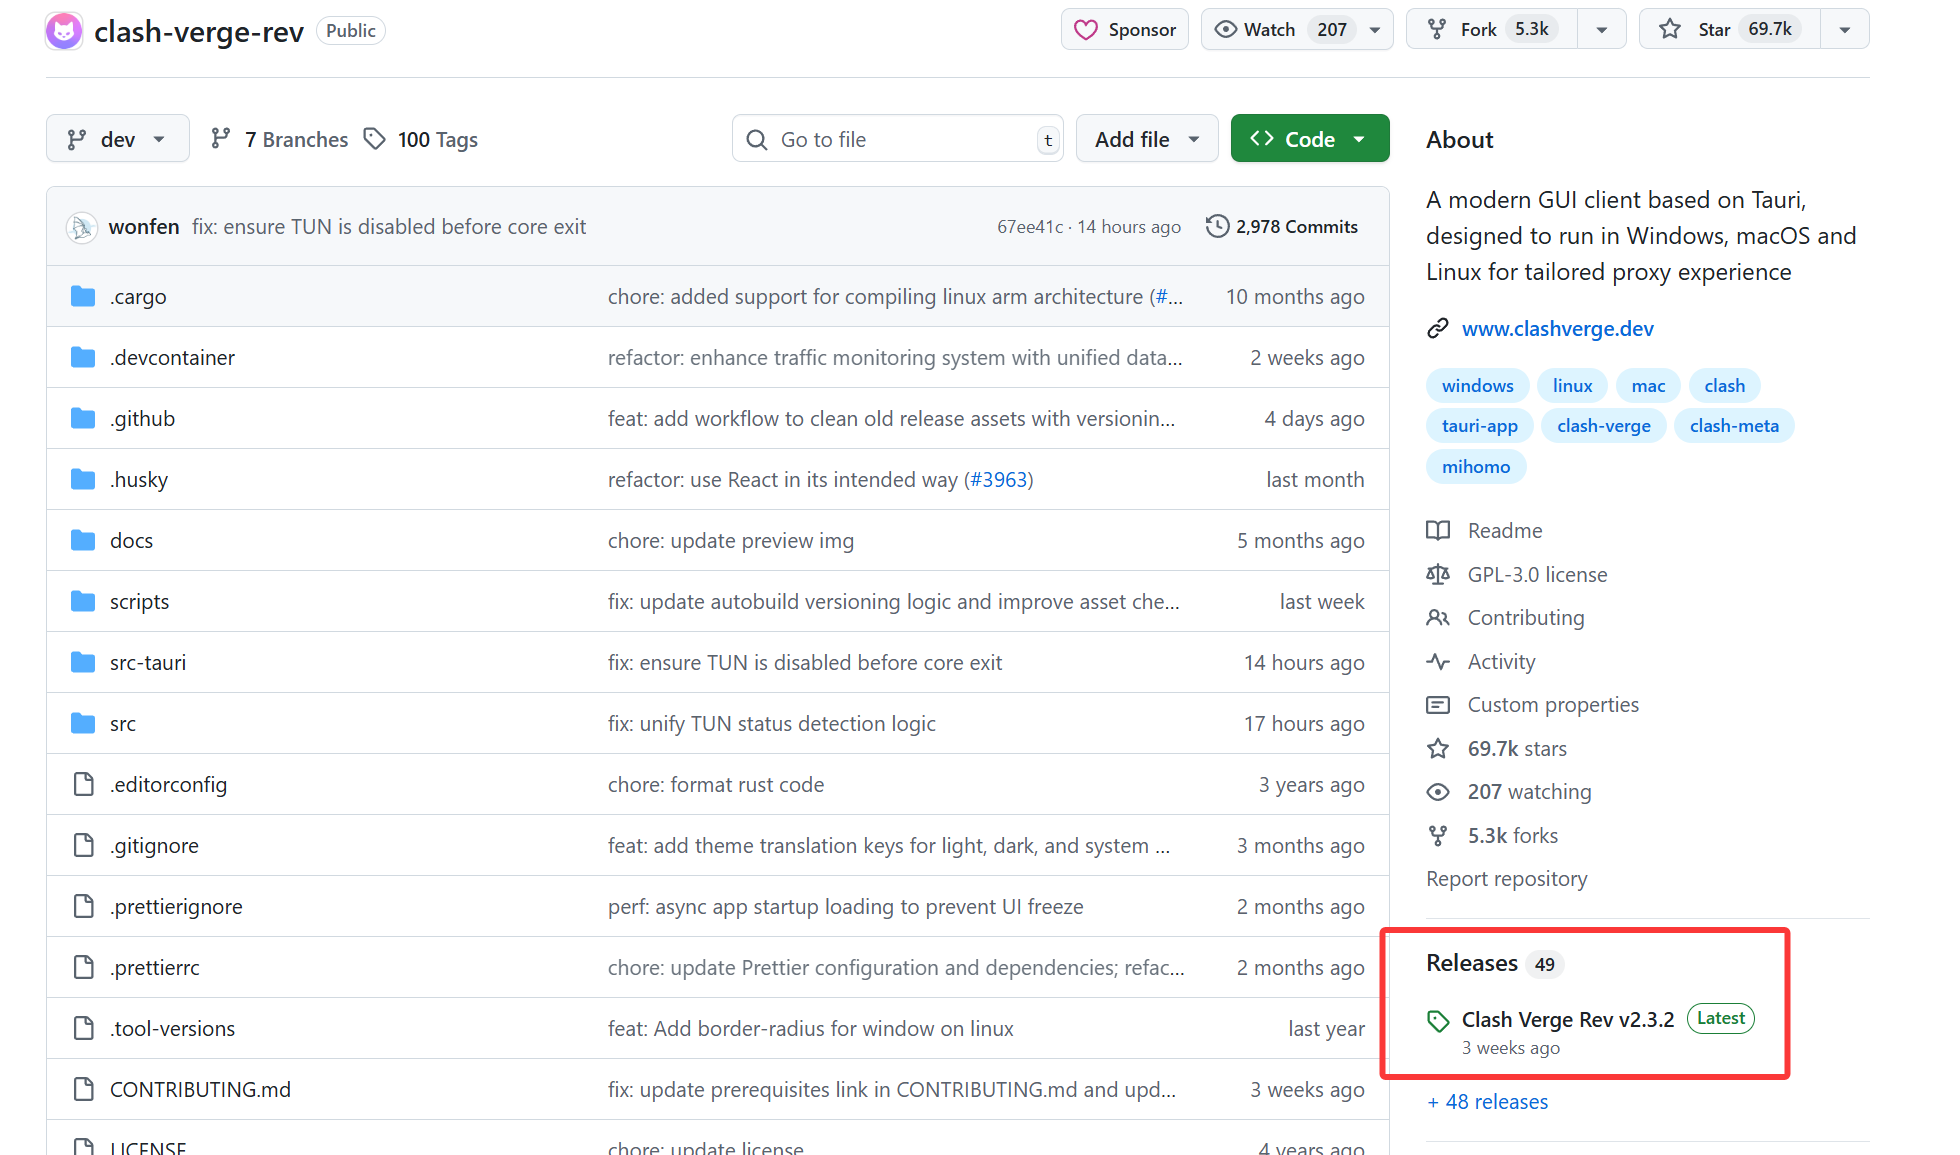 clash-verge-rev Public Sponsor Watch 207 Fork 5.3k Star 69.7k
dev 7 Branches 100 Tags Go to file t Add file Code
wonfen fix: ensure TUN is disabled before core exit 67ee41c · 14 hours ago 2,978 Commits
.cargo chore: added support for compiling linux arm architecture (#... 10 months ago
.devcontainer refactor: enhance traffic monitoring system with unified data... 2 weeks ago
.github feat: add workflow to clean old release assets with versionin... 4 days ago
.husky refactor: use React in its intended way (#3963) last month
docs chore: update preview img 5 months ago
scripts fix: update autobuild versioning logic and improve asset che... last week
src-tauri fix: ensure TUN is disabled before core exit 14 hours ago
src fix: unify TUN status detection logic 17 hours ago
.editorconfig chore: format rust code 3 years ago
.gitignore feat: add theme translation keys for light, dark, and system ... 3 months ago
.prettierignore perf: async app startup loading to prevent UI freeze 2 months ago
.prettierrc chore: update Prettier configuration and dependencies; refac... 2 months ago
.tool-versions feat: Add border-radius for window on linux last year
CONTRIBUTING.md fix: update prerequisites link in CONTRIBUTING.md and upd... 3 weeks ago
LICENSE chore: update license 4 years ago
About
A modern GUI client based on Tauri,
designed to run in Windows, macOS and
Linux for tailored proxy experience
www.clashverge.dev
windows linux mac clash
tauri-app clash-verge clash-meta
mihomo
Readme
GPL-3.0 license
Contributing
Activity
Custom properties
69.7k stars
207 watching
5.3k forks
Report repository
Releases 49
Clash Verge Rev v2.3.2 Latest
3 weeks ago
+ 48 releases